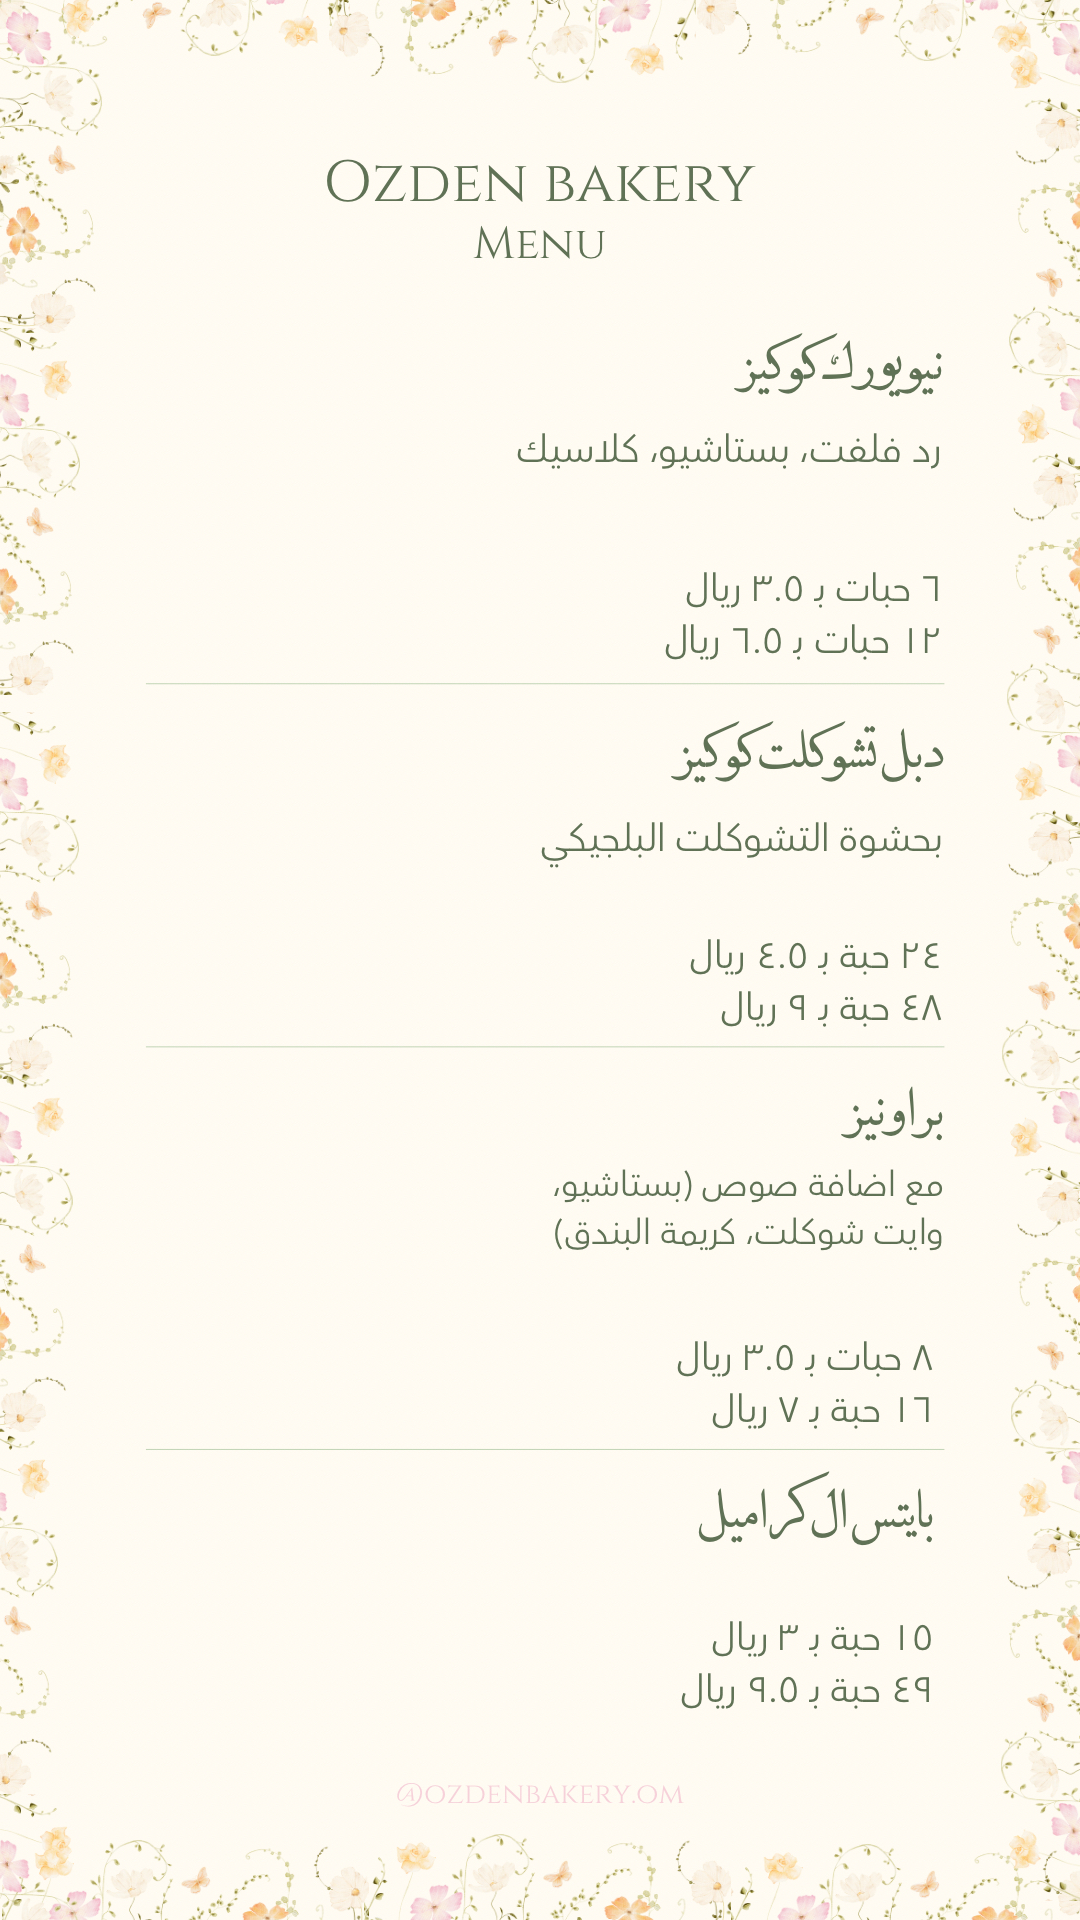 Ozden bakery
Menu
نيويورك كوكيز
رد فلفت، بستاشيو، كلاسيك
٦ حبات بـ ٣.٥ ريال
١٢ حبات بـ ٦.٥ ريال
دبل تشوكلت كوكيز
بحشوة التشوكلت البلجيكي
٢٤ حبة بـ ٤.٥ ريال
٤٨ حبة بـ ٩ ريال
براونيز
مع اضافة صوص (بستاشيو،
وايت شوكلت، كريمة البندق)
٨ حبات بـ ٣.٥ ريال
١٦ حبة بـ ٧ ريال
بايتس ال كراميل
١٥ حبة بـ ٣ ريال
٤٩ حبة بـ ٩.٥ ريال
@ozdenbakery.om